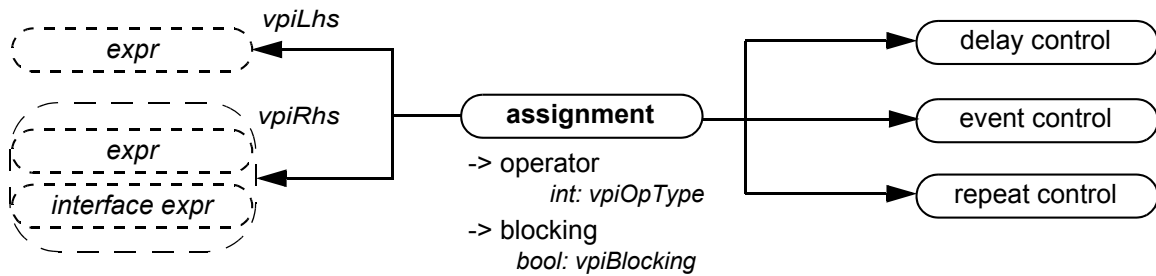 vpiLhs
expr
vpiRhs
expr
interface expr
assignment
-> operator
int: vpiOpType
-> blocking
bool: vpiBlocking
delay control
event control
repeat control